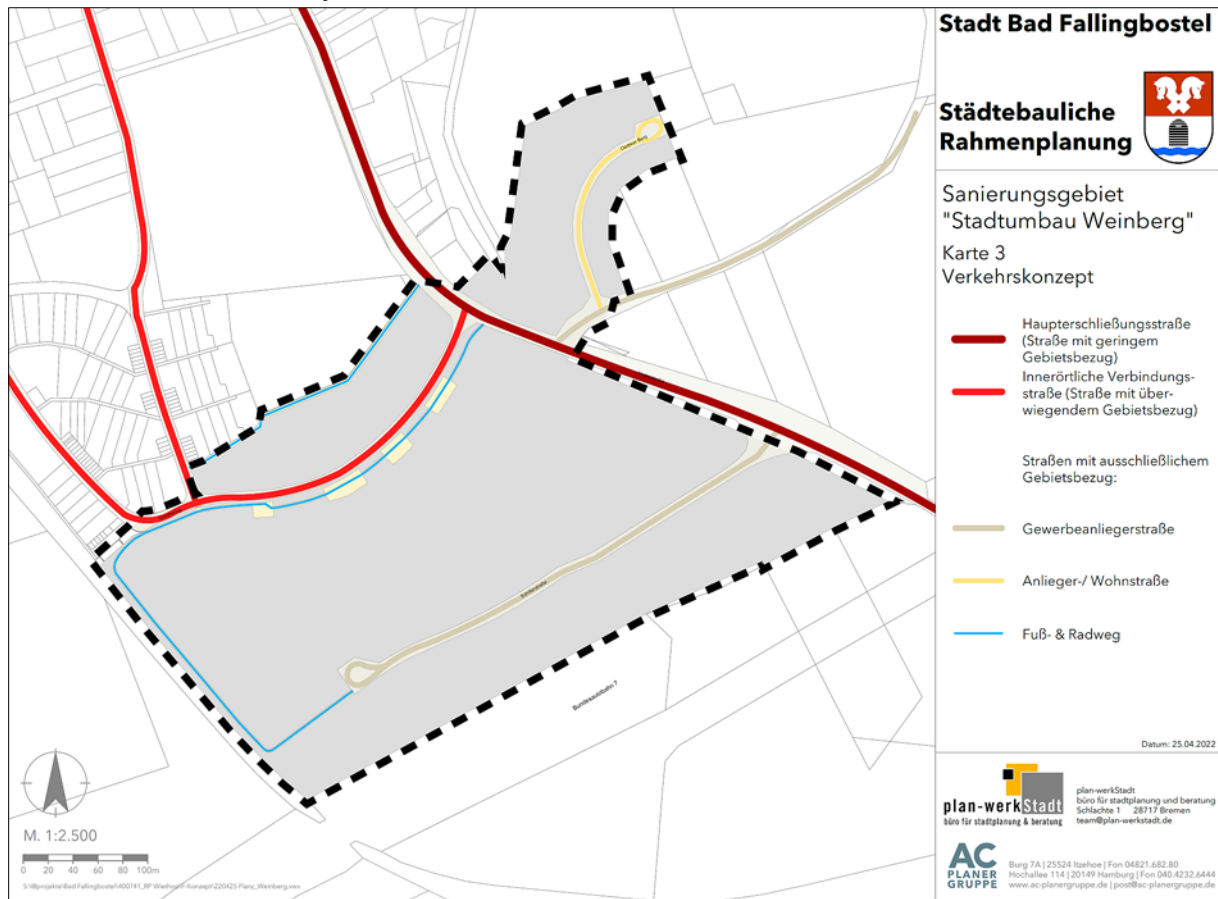 Stadt Bad Fallingbostel
Städtebauliche
Rahmenplanung
Sanierungsgebiet
"Stadtumbau Weinberg"
Karte 3
Verkehrskonzept
Haupterschließungsstraße
(Straße mit geringem
Gebietsbezug)
Innerörtliche Verbindungs-
straße (Straße mit über-
wiegendem Gebietsbezug)
Straßen mit ausschließlichem
Gebietsbezug:
Gewerbeanliegerstraße
Anlieger-/ Wohnstraße
Fuß- & Radweg
Bundesautobahn 7
Datum: 25.04.2022
M. 1:2.500
0 20 40 60 80 100m
plan-werkStadt
büro für stadtplanung & beratung
plan-werkStadt
büro für stadtplanung und beratung
Schlachte 1 28717 Bremen
team@plan-werkstadt.de
AC
PLANER
GRUPPE
Burg 7A | 25524 Itzehoe | Fon 04821.682.80
Hochallee 114 | 20149 Hamburg | Fon 040.4232.6444
www.ac-planergruppe.de | post@ac-planergruppe.de